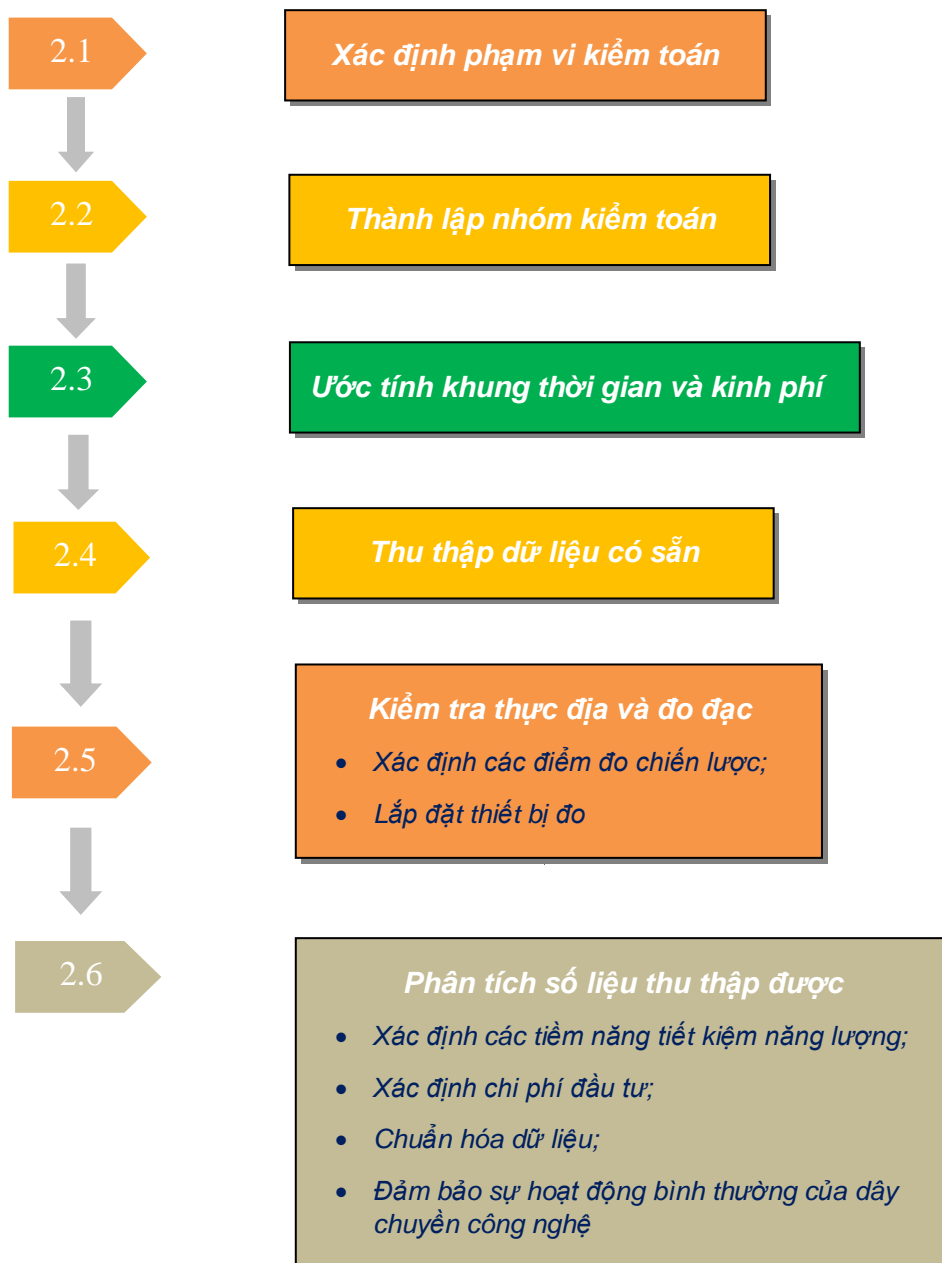 2.1
Xác định phạm vi kiểm toán
2.2
Thành lập nhóm kiểm toán
2.3
Ước tính khung thời gian và kinh phí
2.4
Thu thập dữ liệu có sẵn
2.5
Kiểm tra thực địa và đo đạc
• Xác định các điểm đo chiến lược;
• Lắp đặt thiết bị đo
2.6
Phân tích số liệu thu thập được
• Xác định các tiềm năng tiết kiệm năng lượng;
• Xác định chi phí đầu tư;
• Chuẩn hóa dữ liệu;
• Đảm bảo sự hoạt động bình thường của dây
chuyền công nghệ